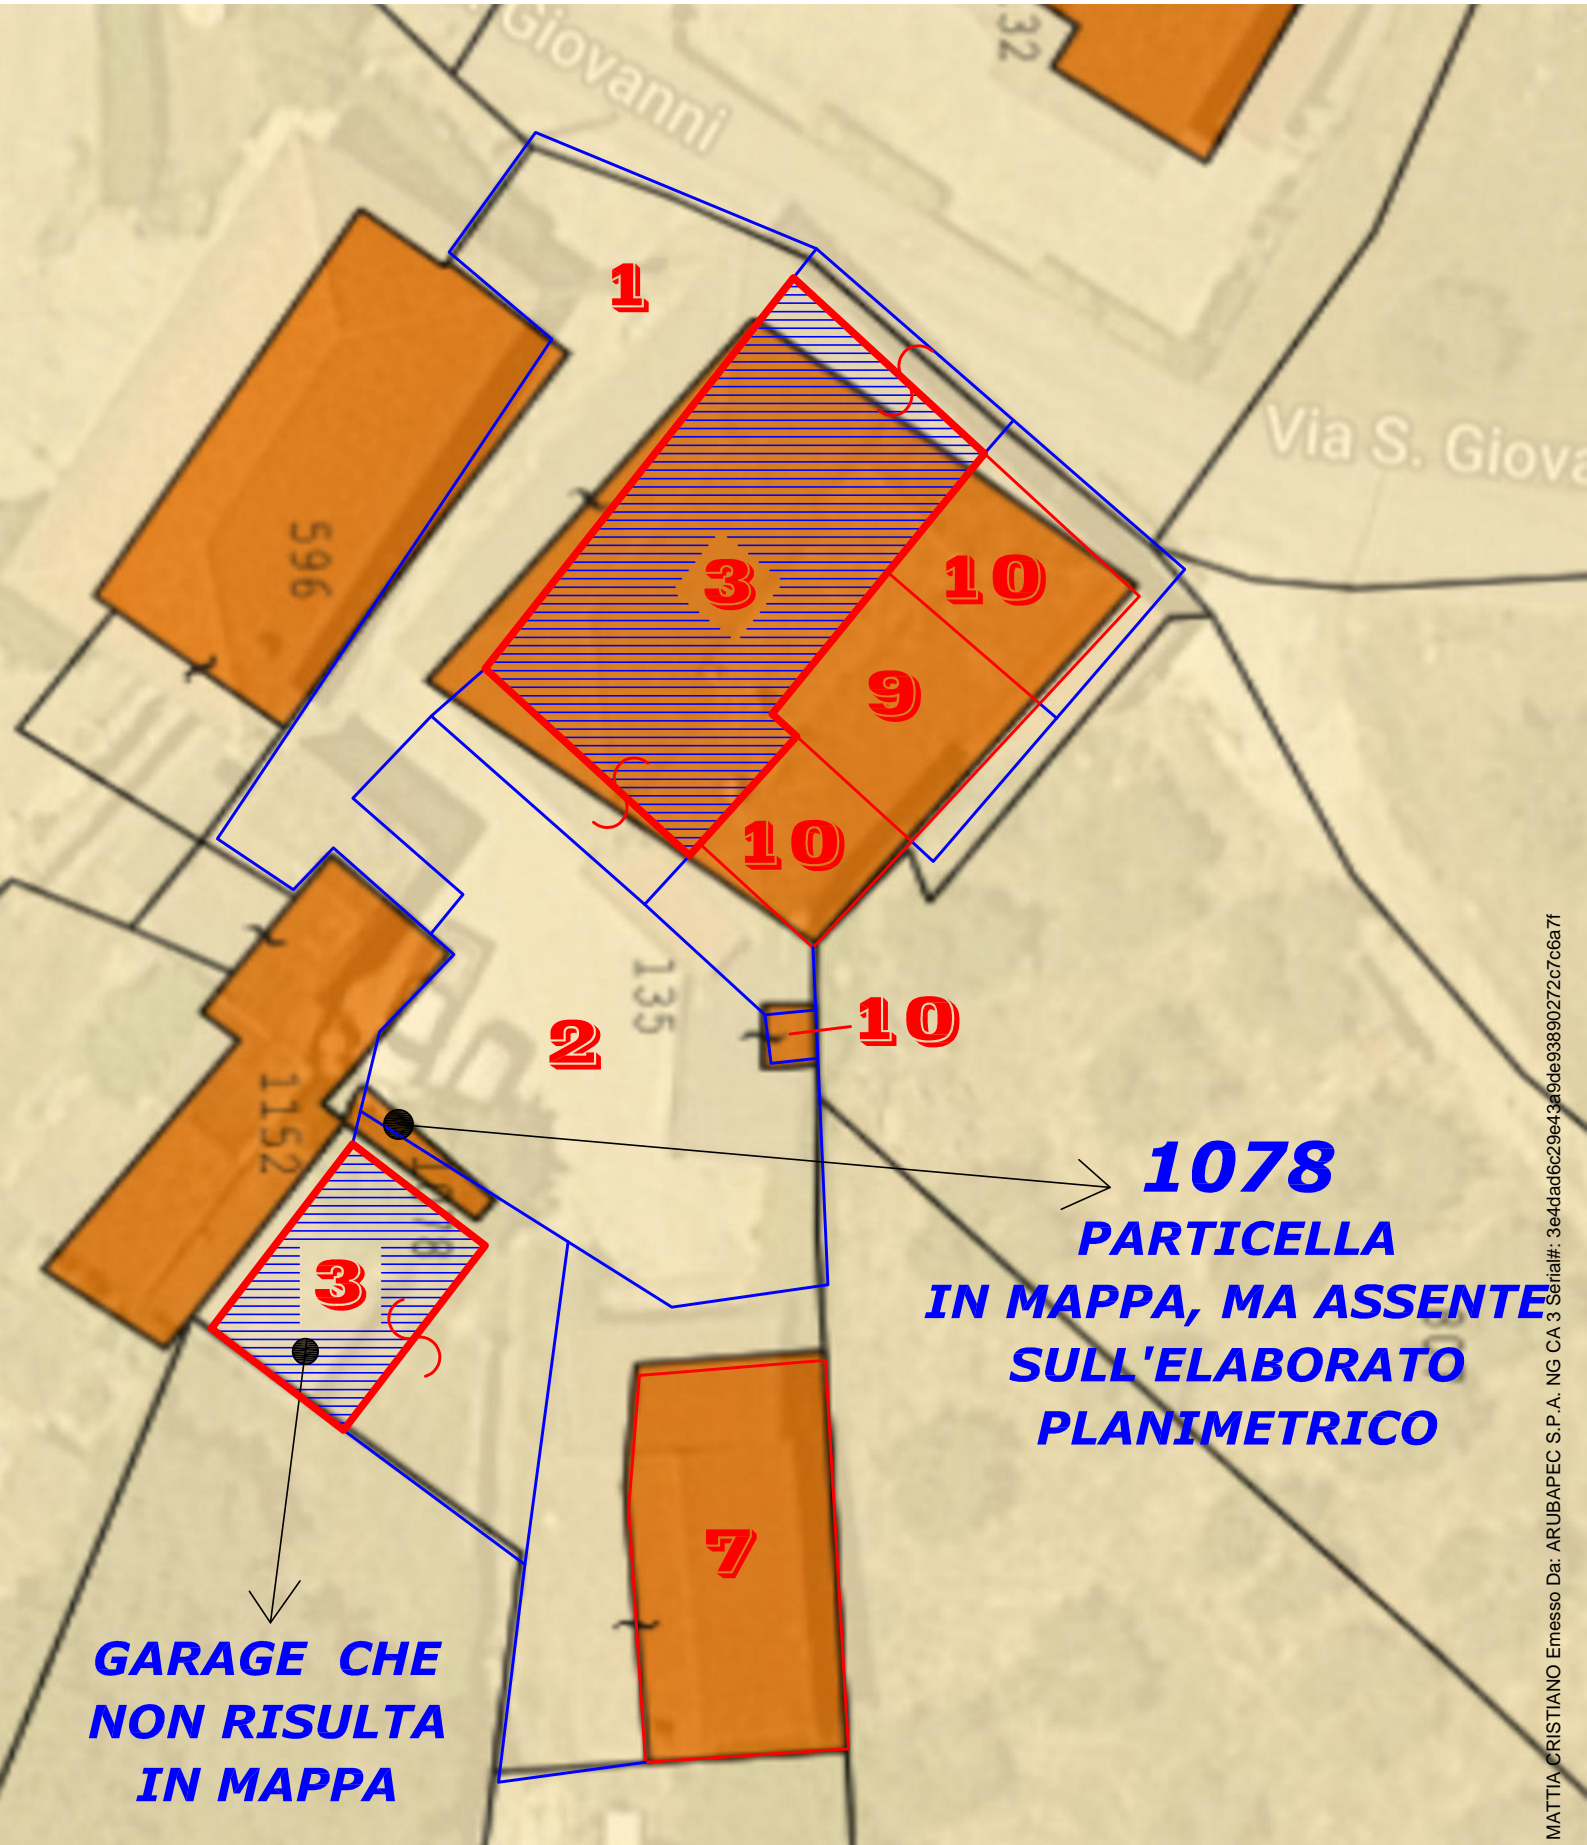 Giovanni
32
1
Via S. Giova
596
3
10
9
10
135
10
2
1152
1078
1078
PARTICELLA
IN MAPPA, MA ASSENTE
SULL'ELABORATO
PLANIMETRICO
3
7
GARAGE CHE
NON RISULTA
IN MAPPA
MATTIA CRISTIANO Emesso Da: ARUBAPEC S.P.A. NG CA 3 Serial#: 3e4dad6c29e43a9de93890272c7c6a7f